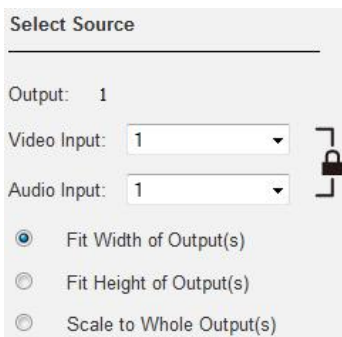 Select Source
Output: 1
Video Input: 1
Audio Input: 1
Fit Width of Output(s)
Fit Height of Output(s)
Scale to Whole Output(s)